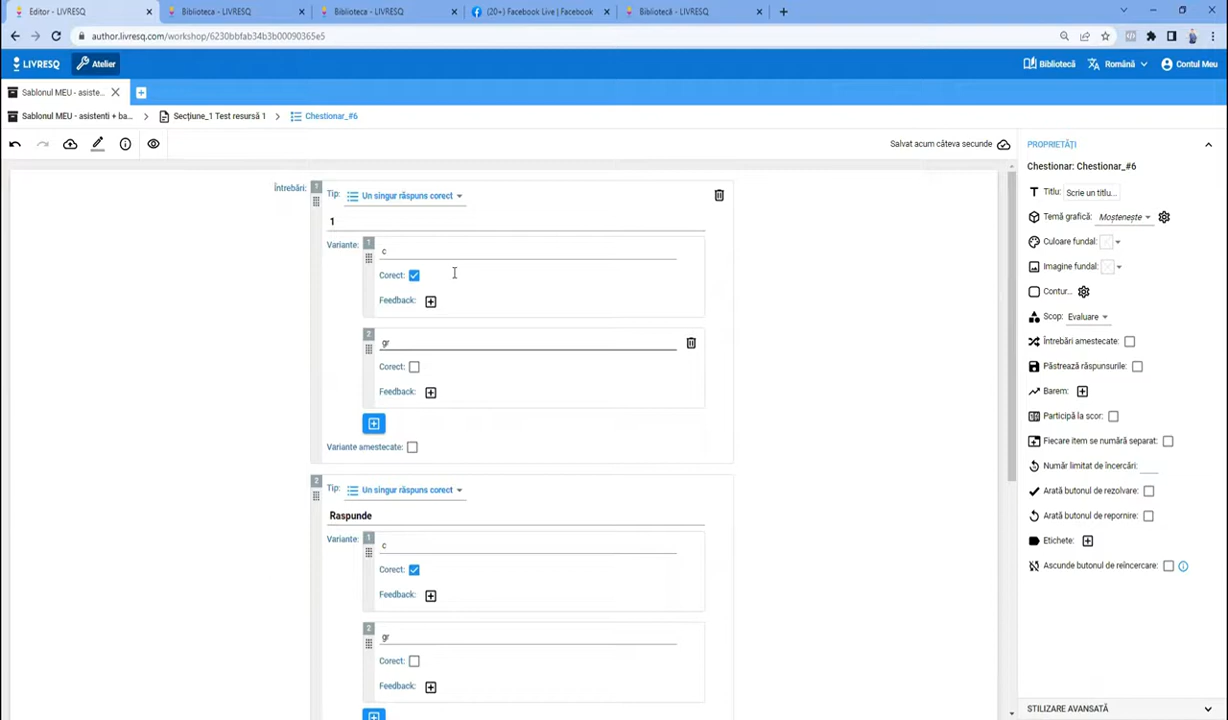 Editor - LIVRESQ
Biblioteca - LIVRESQ
Biblioteca - LIVRESQ
(20+) Facebook Live | Facebook
Bibliotecă - LIVRESQ
author.livresq.com/workshop/6230bbfab34b3b00090365e5
LIVRESQ
Atelier
Bibliotecă
Română
Contul Meu
Sablonul MEU - asiste...
Sablonul MEU - asistenti + ba...
Secțiune_1 Test resursă 1
Chestionar_#6
Salvat acum câteva secunde
Întrebări:
1
Tip:
Un singur răspuns corect
1
Variante:
1
c
Corect:
Feedback:
2
gr
Corect:
Feedback:
Variante amestecate:
2
Tip:
Un singur răspuns corect
Raspunde
Variante:
1
c
Corect:
Feedback:
2
gr
Corect:
Feedback:
PROPRIETĂȚI
Chestionar: Chestionar_#6
Titlu:
Scrie un titlu...
Temă grafică:
Moștenește
Culoare fundal:
Imagine fundal:
Contur...
Scop:
Evaluare
Întrebări amestecate:
Păstrează răspunsurile:
Barem:
Participă la scor:
Fiecare item se numără separat:
Număr limitat de încercări:
Arată butonul de rezolvare:
Arată butonul de repornire:
Etichete:
Ascunde butonul de reîncercare:
STILIZARE AVANSATĂ